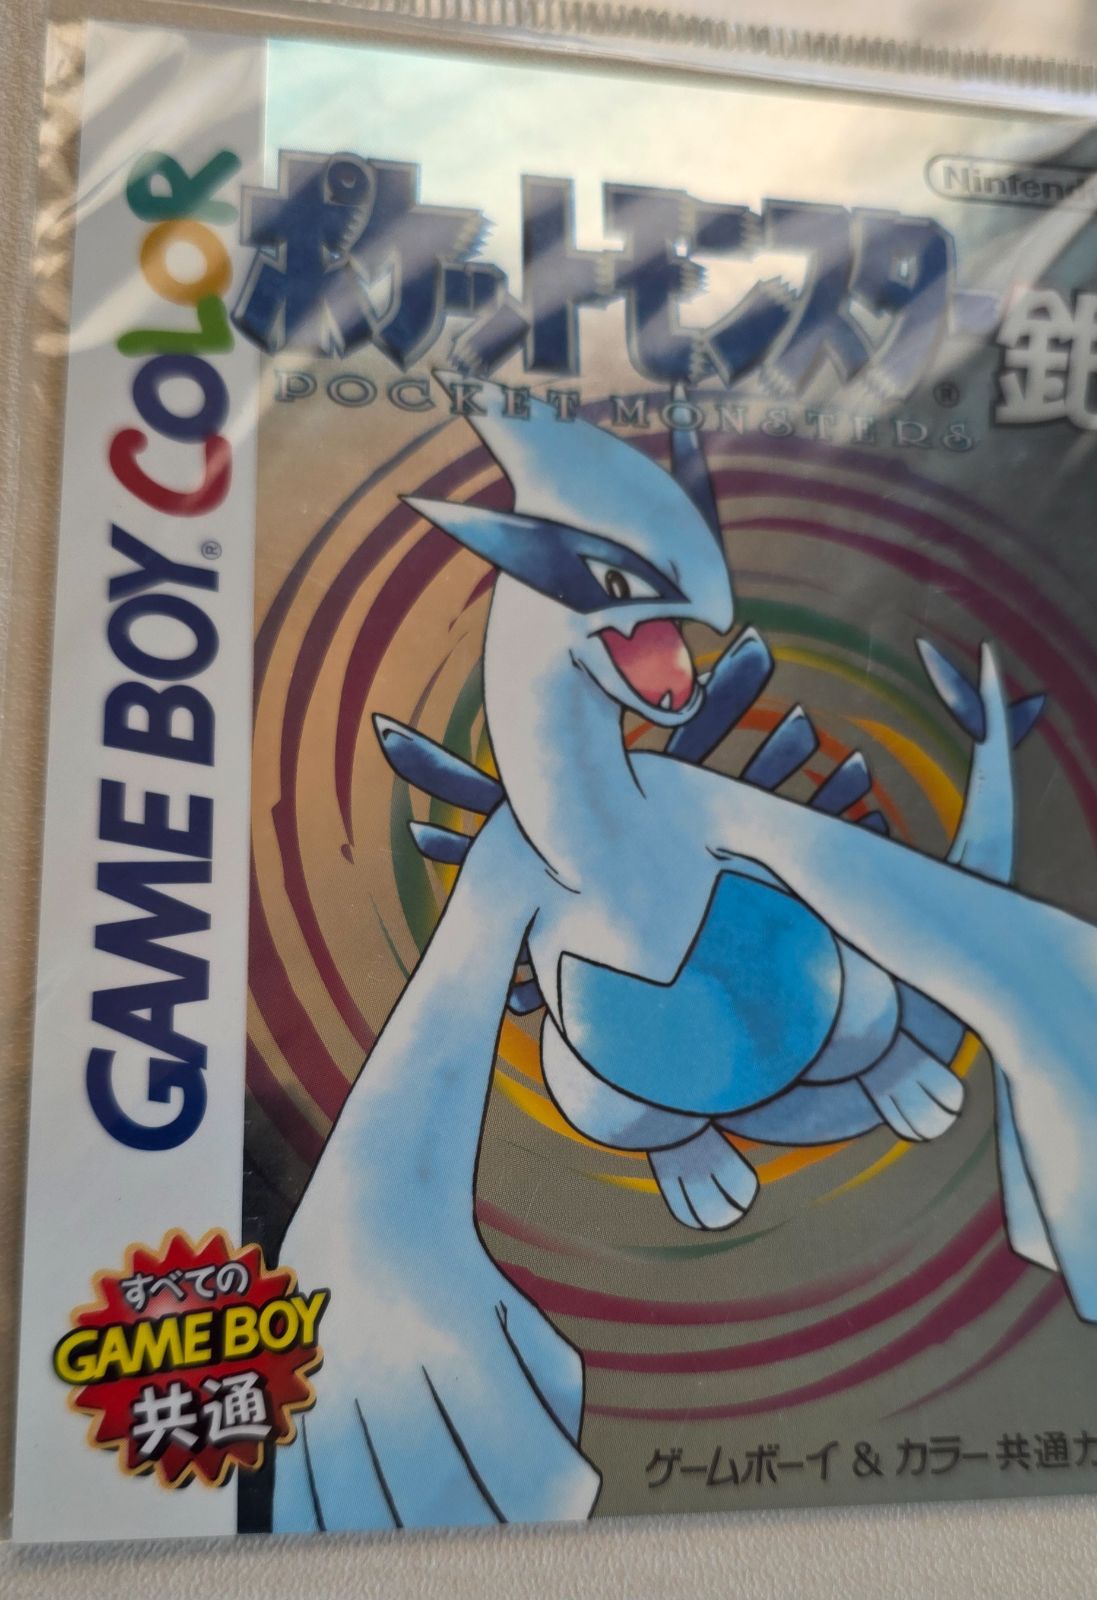 GAME BOY COLOR
®
Nintendo
ポケットモンスター
POCKET MONSTERS
®
すべての
GAME BOY
共通
ゲームボーイ & カラー共通カ